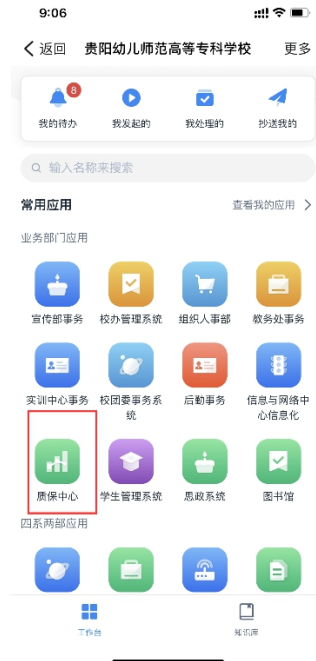 9:06
返回 贵阳幼儿师范高等专科学校 更多
8
我的待办 我发起的 我处理的 抄送我的
输入名称来搜索
常用应用 查看我的应用
业务部门应用
宣传部事务 校办管理系统 组织人事部 教务处事务
实训中心事务 校团委事务系统 后勤事务 信息与网络中心信息化
质保中心 学生管理系统 思政系统 图书馆
四系两部应用
工作台 知识库